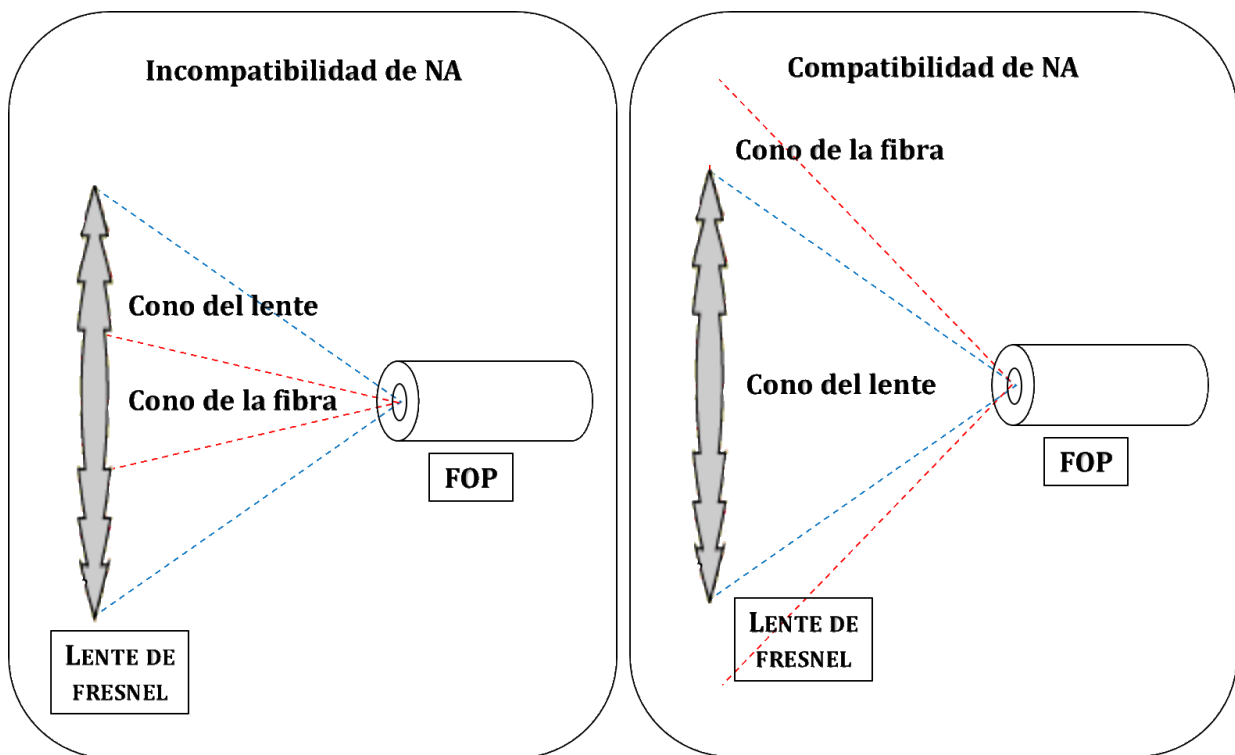 Incompatibilidad de NA
Cono del lente
Cono de la fibra
FOP
LENTE DE
FRESNEL
Compatibilidad de NA
Cono de la fibra
Cono del lente
FOP
LENTE DE
FRESNEL